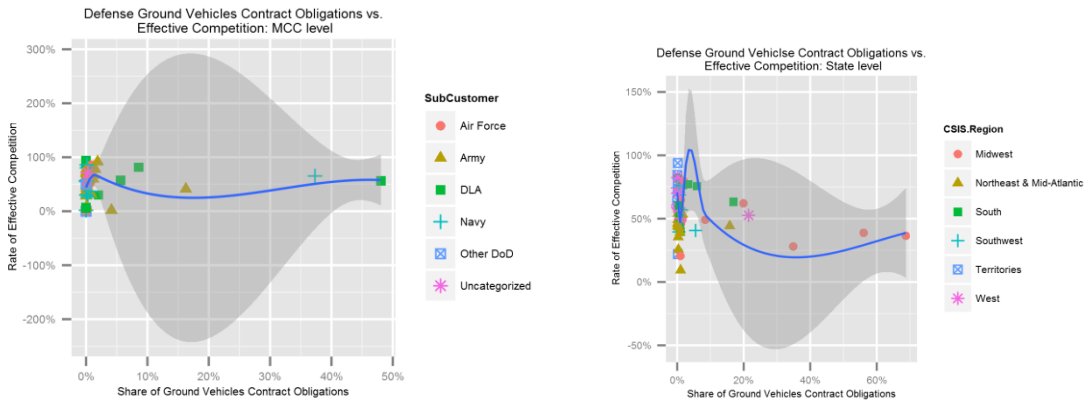 Defense Ground Vehicles Contract Obligations vs.
Effective Competition: MCC level
300%
200%
100%
0%
-100%
-200%
Rate of Effective Competition
0% 10% 20% 30% 40% 50%
Share of Ground Vehicles Contract Obligations
SubCustomer
Air Force
Army
DLA
Navy
Other DoD
Uncategorized
Defense Ground Vehiclse Contract Obligations vs.
Effective Competition: State level
150%
100%
50%
0%
-50%
Rate of Effective Competition
0% 20% 40% 60%
Share of Ground Vehicles Contract Obligations
CSIS.Region
Midwest
Northeast & Mid-Atlantic
South
Southwest
Territories
West